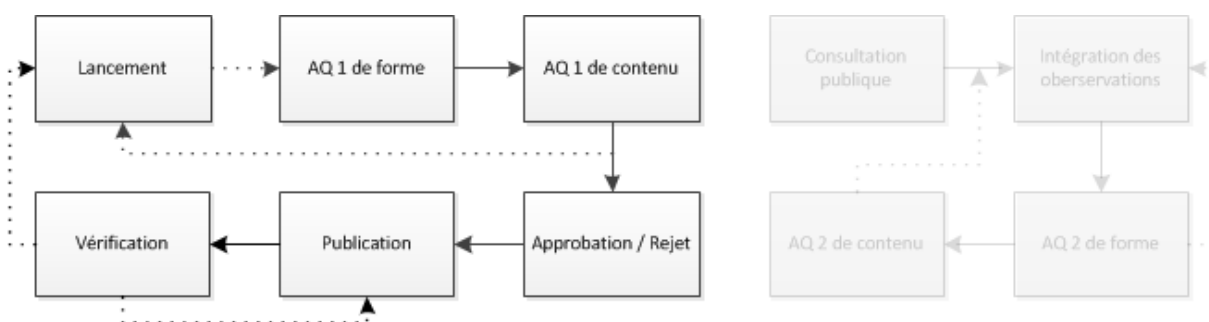 Lancement
AQ 1 de forme
AQ 1 de contenu
Consultation
publique
Intégration des
oberservations
Vérification
Publication
Approbation / Rejet
AQ 2 de contenu
AQ 2 de forme